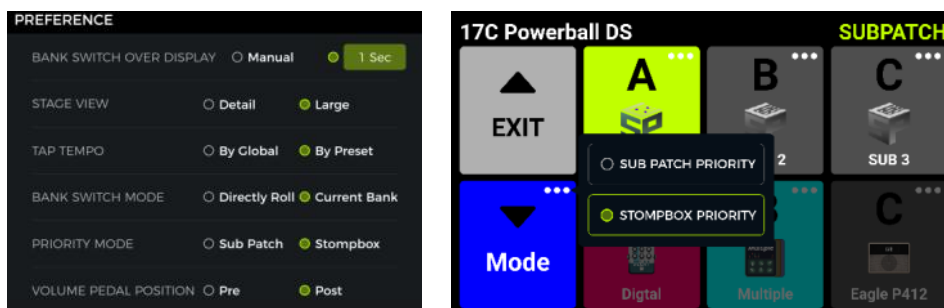 PREFERENCE
BANK SWITCH OVER DISPLAY Manual 1 Sec
STAGE VIEW Detail Large
TAP TEMPO By Global By Preset
BANK SWITCH MODE Directly Roll Current Bank
PRIORITY MODE Sub Patch Stompbox
VOLUME PEDAL POSITION Pre Post
17C Powerball DS SUBPATCH
A B C
EXIT
2 SUB 3
SUB PATCH PRIORITY
STOMPBOX PRIORITY
C
Mode
Digtal Multiple Eagle P412